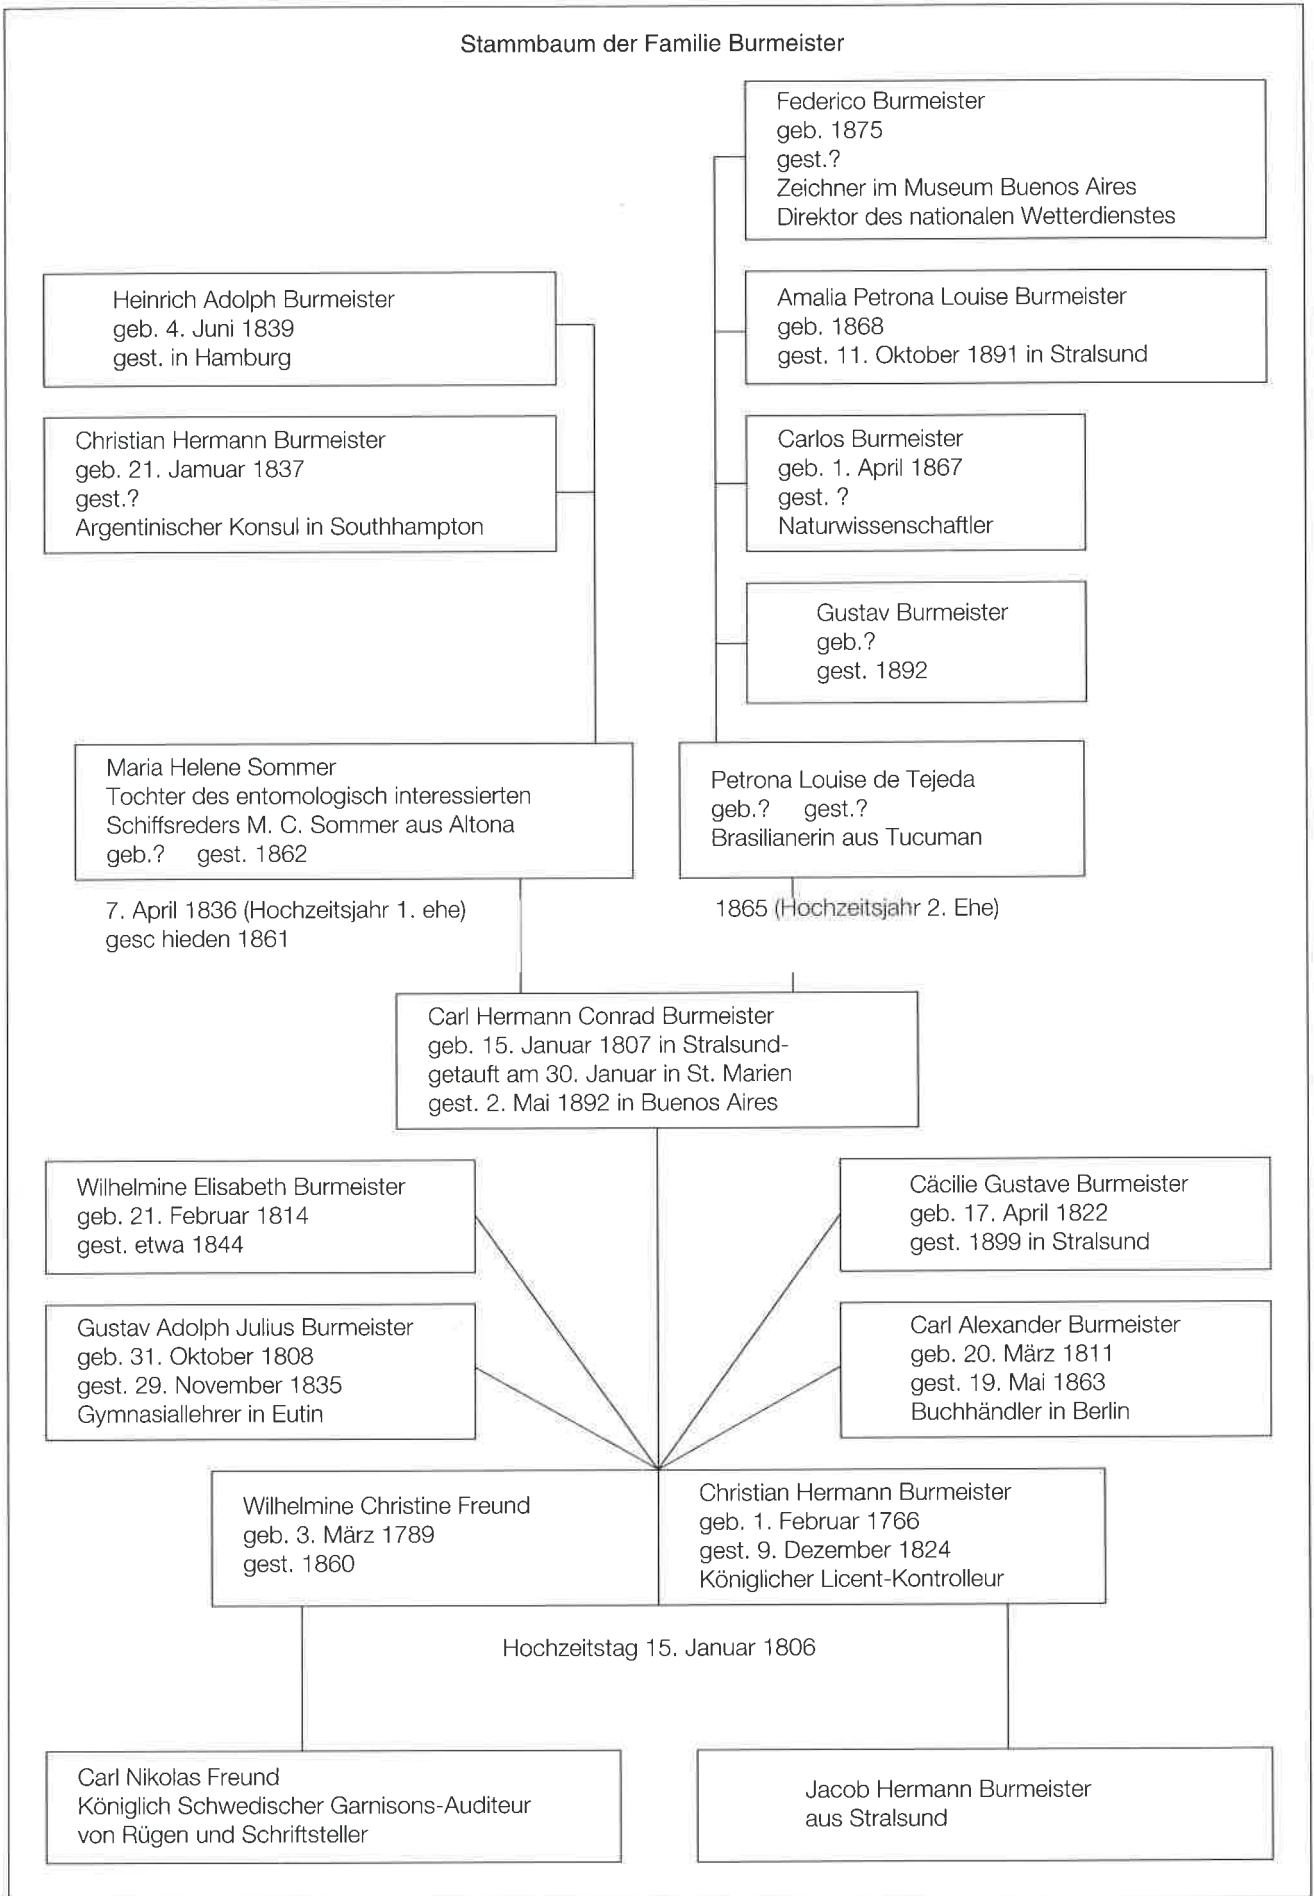 Stammbaum der Familie Burmeister
Federico Burmeister
geb. 1875
gest.?
Zeichner im Museum Buenos Aires
Direktor des nationalen Wetterdienstes
Heinrich Adolph Burmeister
geb. 4. Juni 1839
gest. in Hamburg
Amalia Petrona Louise Burmeister
geb. 1868
gest. 11. Oktober 1891 in Stralsund
Christian Hermann Burmeister
geb. 21. Jamuar 1837
gest.?
Argentinischer Konsul in Southhampton
Carlos Burmeister
geb. 1. April 1867
gest. ?
Naturwissenschaftler
Gustav Burmeister
geb.?
gest. 1892
Maria Helene Sommer
Tochter des entomologisch interessierten
Schiffsreders M. C. Sommer aus Altona
geb.? gest. 1862
Petrona Louise de Tejeda
geb.? gest.?
Brasilianerin aus Tucuman
7. April 1836 (Hochzeitsjahr 1. ehe)
gesc hieden 1861
1865 (Hochzeitsjahr 2. Ehe)
Carl Hermann Conrad Burmeister
geb. 15. Januar 1807 in Stralsund-
getauft am 30. Januar in St. Marien
gest. 2. Mai 1892 in Buenos Aires
Wilhelmine Elisabeth Burmeister
geb. 21. Februar 1814
gest. etwa 1844
Cäcilie Gustave Burmeister
geb. 17. April 1822
gest. 1899 in Stralsund
Gustav Adolph Julius Burmeister
geb. 31. Oktober 1808
gest. 29. November 1835
Gymnasiallehrer in Eutin
Carl Alexander Burmeister
geb. 20. März 1811
gest. 19. Mai 1863
Buchhändler in Berlin
Wilhelmine Christine Freund
geb. 3. März 1789
gest. 1860
Christian Hermann Burmeister
geb. 1. Februar 1766
gest. 9. Dezember 1824
Königlicher Licent-Kontrolleur
Hochzeitstag 15. Januar 1806
Carl Nikolas Freund
Königlich Schwedischer Garnisons-Auditeur
von Rügen und Schriftsteller
Jacob Hermann Burmeister
aus Stralsund